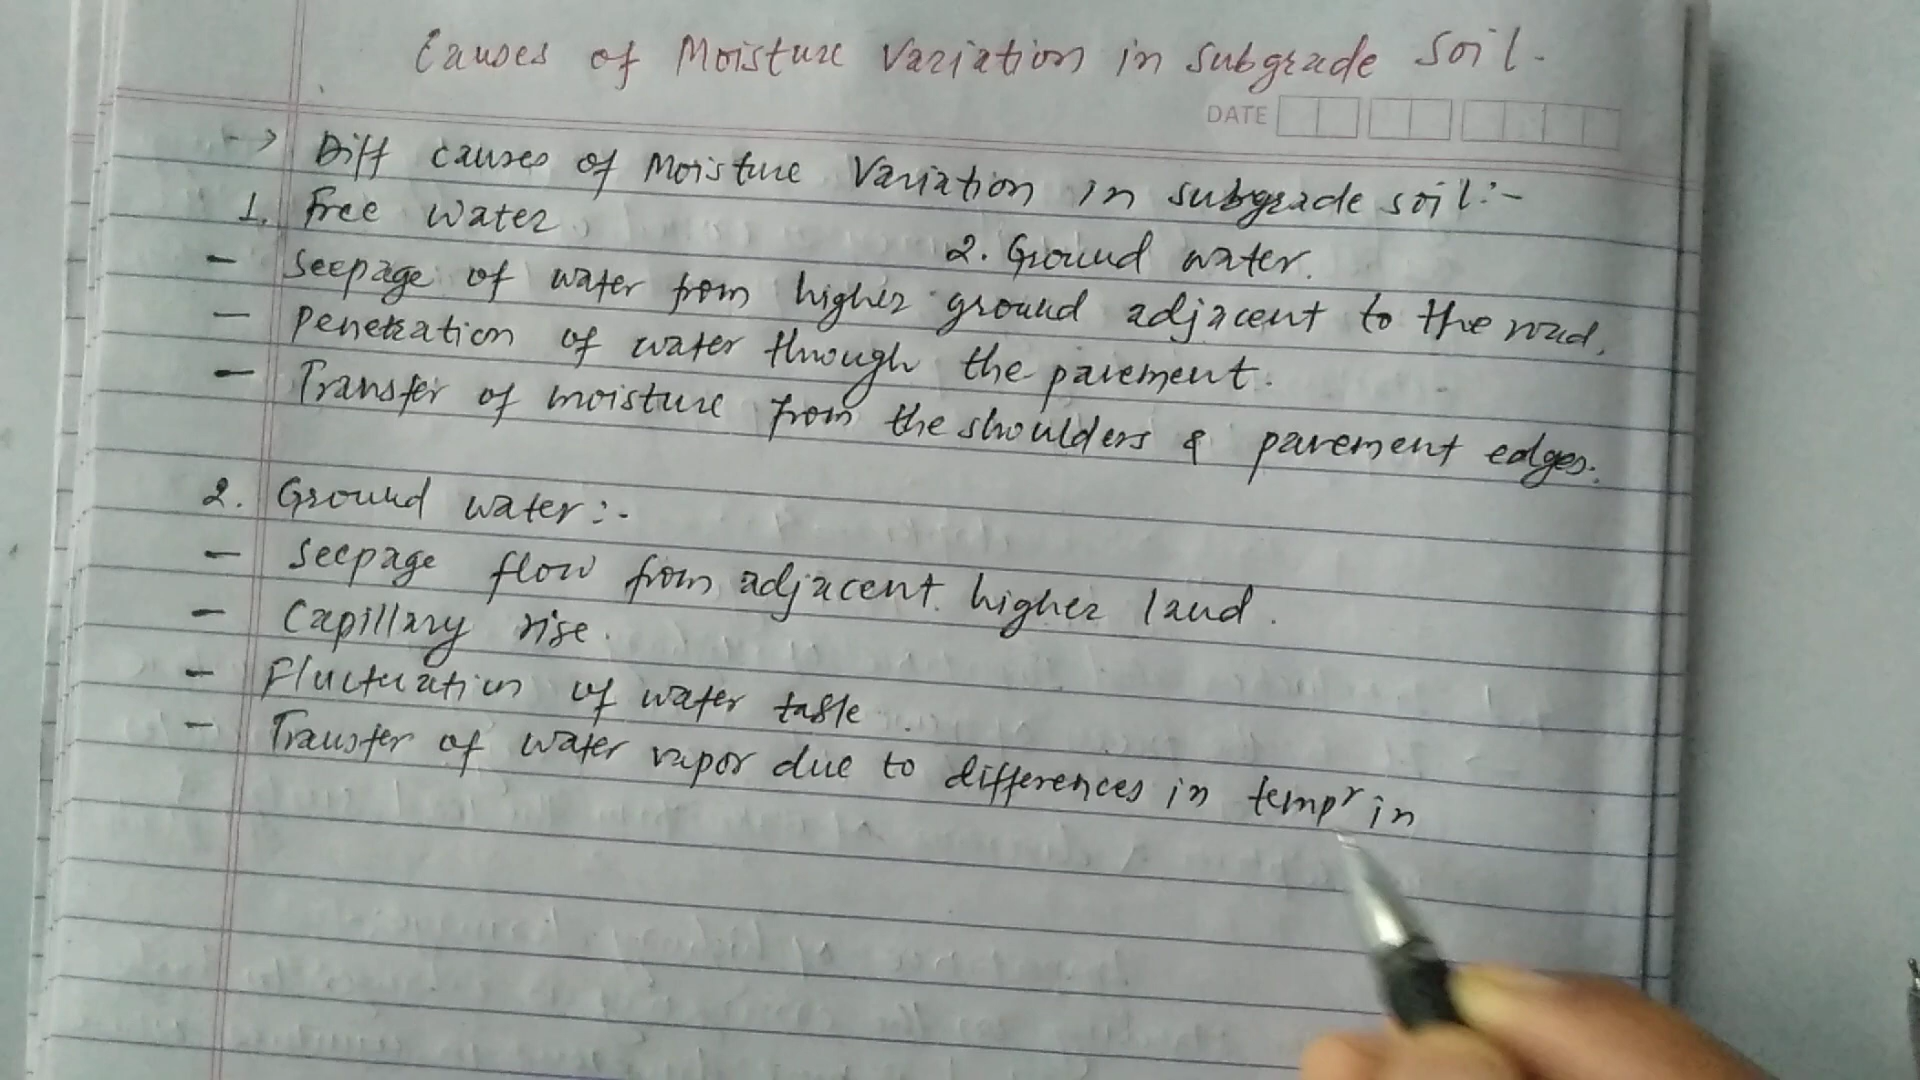 Causes of Moisture Variation in subgrade soil.
DATE
-> Diff causes of Moisture Variation in subgrade soil:-
1. Free water 2. Ground water.
- Seepage of water from higher ground adjacent to the road.
- Penetration of water through the pavement.
- Transfer of moisture from the shoulders & pavement edges.
2. Ground water:-
- Seepage flow from adjacent higher land.
- Capillary rise.
- Fluctuation of water table
- Transfer of water vapor due to differences in tempr in